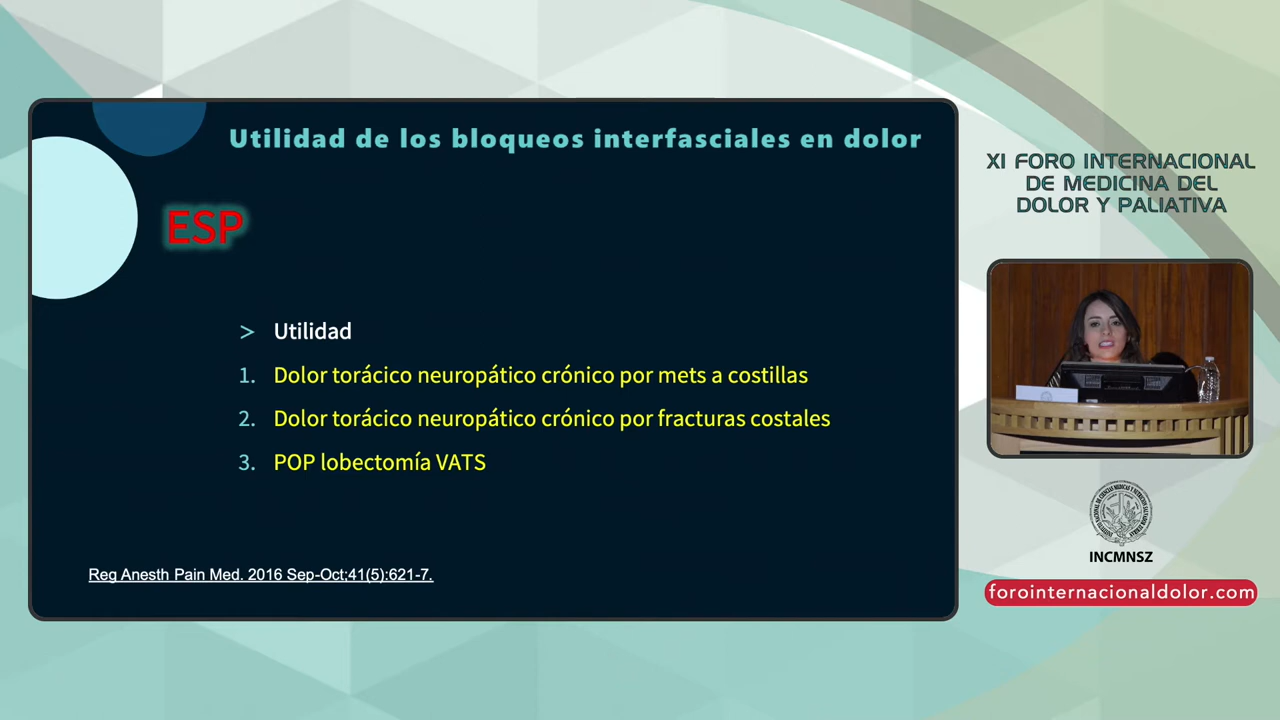 Utilidad de los bloqueos interfasciales en dolor
ESP
> Utilidad
1. Dolor torácico neuropático crónico por mets a costillas
2. Dolor torácico neuropático crónico por fracturas costales
3. POP lobectomía VATS
Reg Anesth Pain Med. 2016 Sep-Oct;41(5):621-7.
XI FORO INTERNACIONAL
DE MEDICINA DEL
DOLOR Y PALIATIVA
INCMNSZ
forointernacionaldolor.com